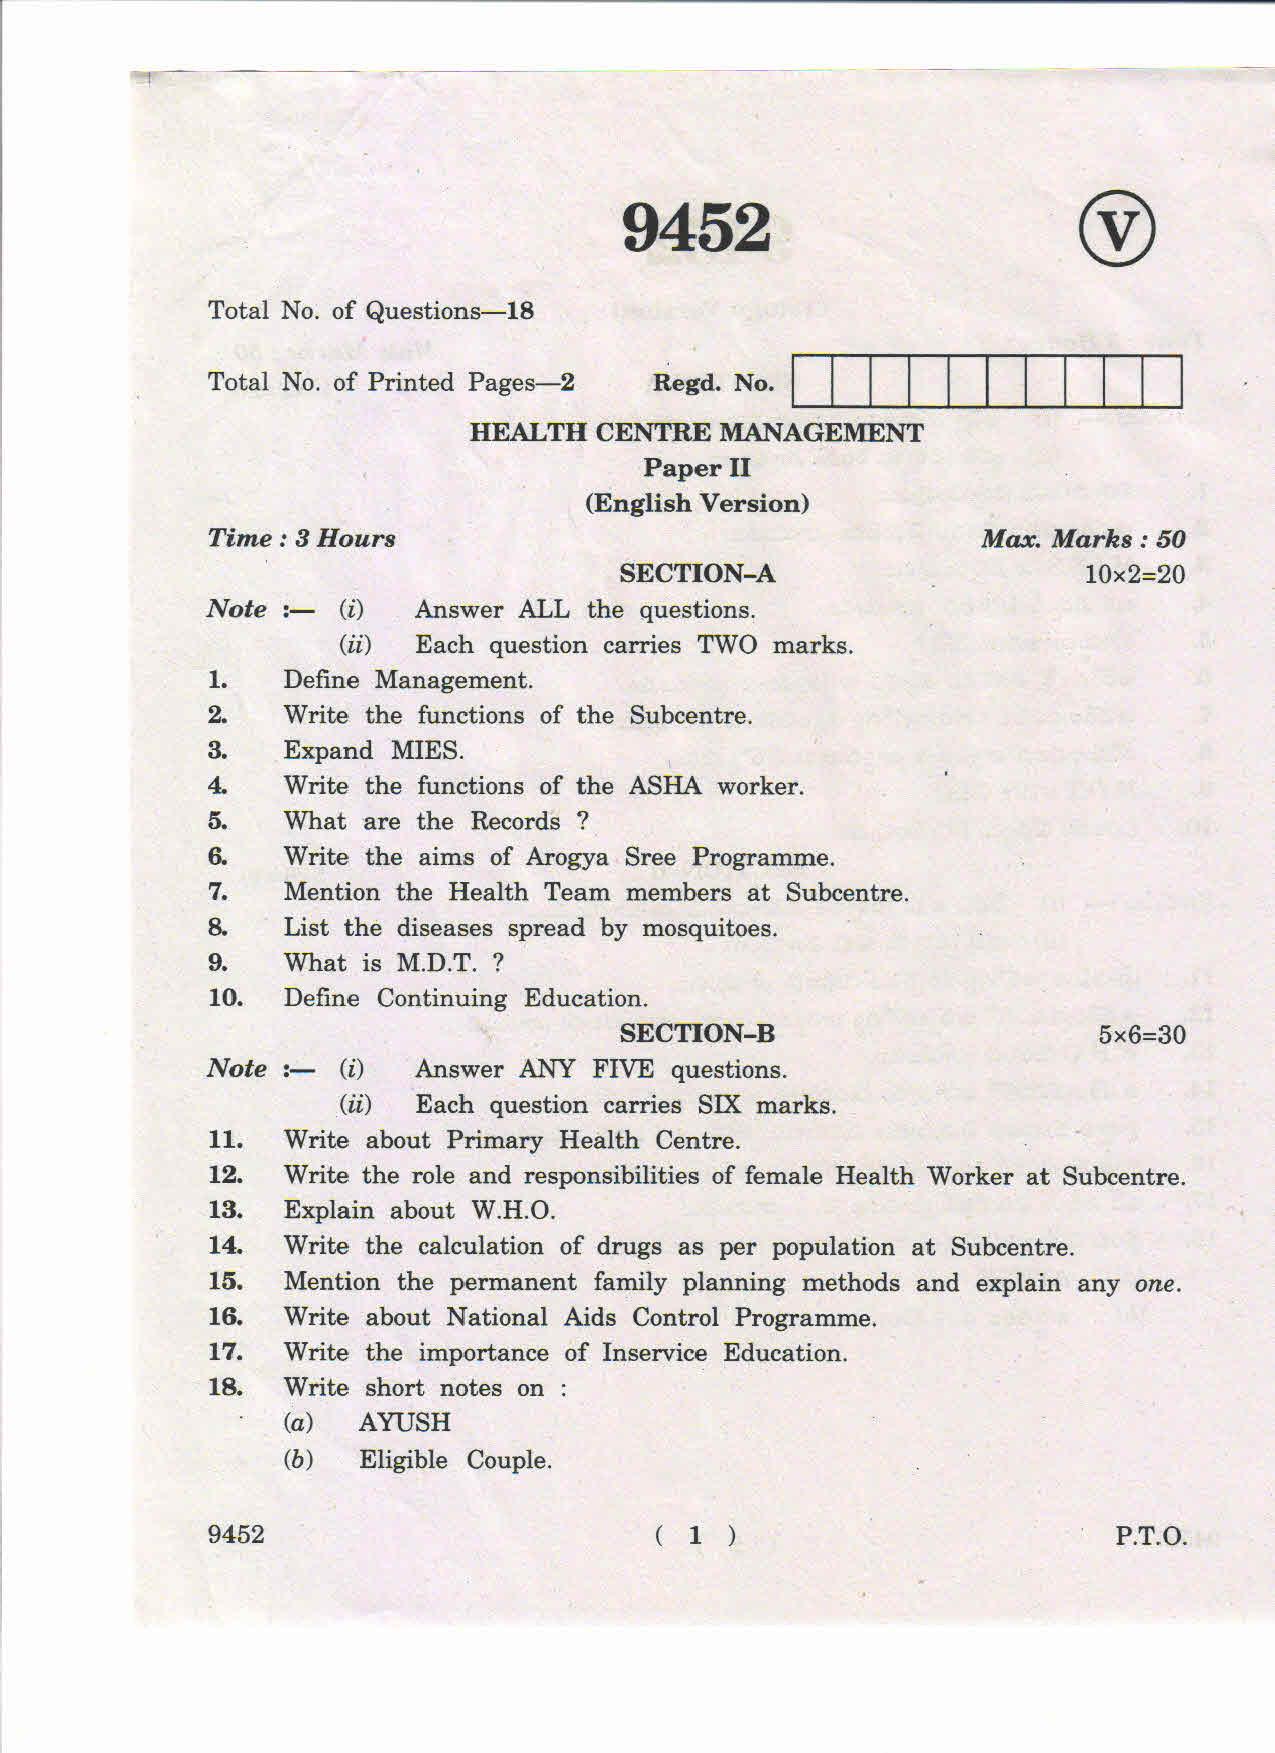 9452
V
Total No. of Questions—18
Total No. of Printed Pages—2 Regd. No.
HEALTH CENTRE MANAGEMENT
Paper II
(English Version)
Time : 3 Hours Max. Marks : 50
SECTION–A 10×2=20
Note :— (i) Answer ALL the questions.
(ii) Each question carries TWO marks.
1. Define Management.
2. Write the functions of the Subcentre.
3. Expand MIES.
4. Write the functions of the ASHA worker.
5. What are the Records ?
6. Write the aims of Arogya Sree Programme.
7. Mention the Health Team members at Subcentre.
8. List the diseases spread by mosquitoes.
9. What is M.D.T. ?
10. Define Continuing Education.
SECTION–B 5×6=30
Note :— (i) Answer ANY FIVE questions.
(ii) Each question carries SIX marks.
11. Write about Primary Health Centre.
12. Write the role and responsibilities of female Health Worker at Subcentre.
13. Explain about W.H.O.
14. Write the calculation of drugs as per population at Subcentre.
15. Mention the permanent family planning methods and explain any one.
16. Write about National Aids Control Programme.
17. Write the importance of Inservice Education.
18. Write short notes on :
(a) AYUSH
(b) Eligible Couple.
9452 ( 1 ) P.T.O.